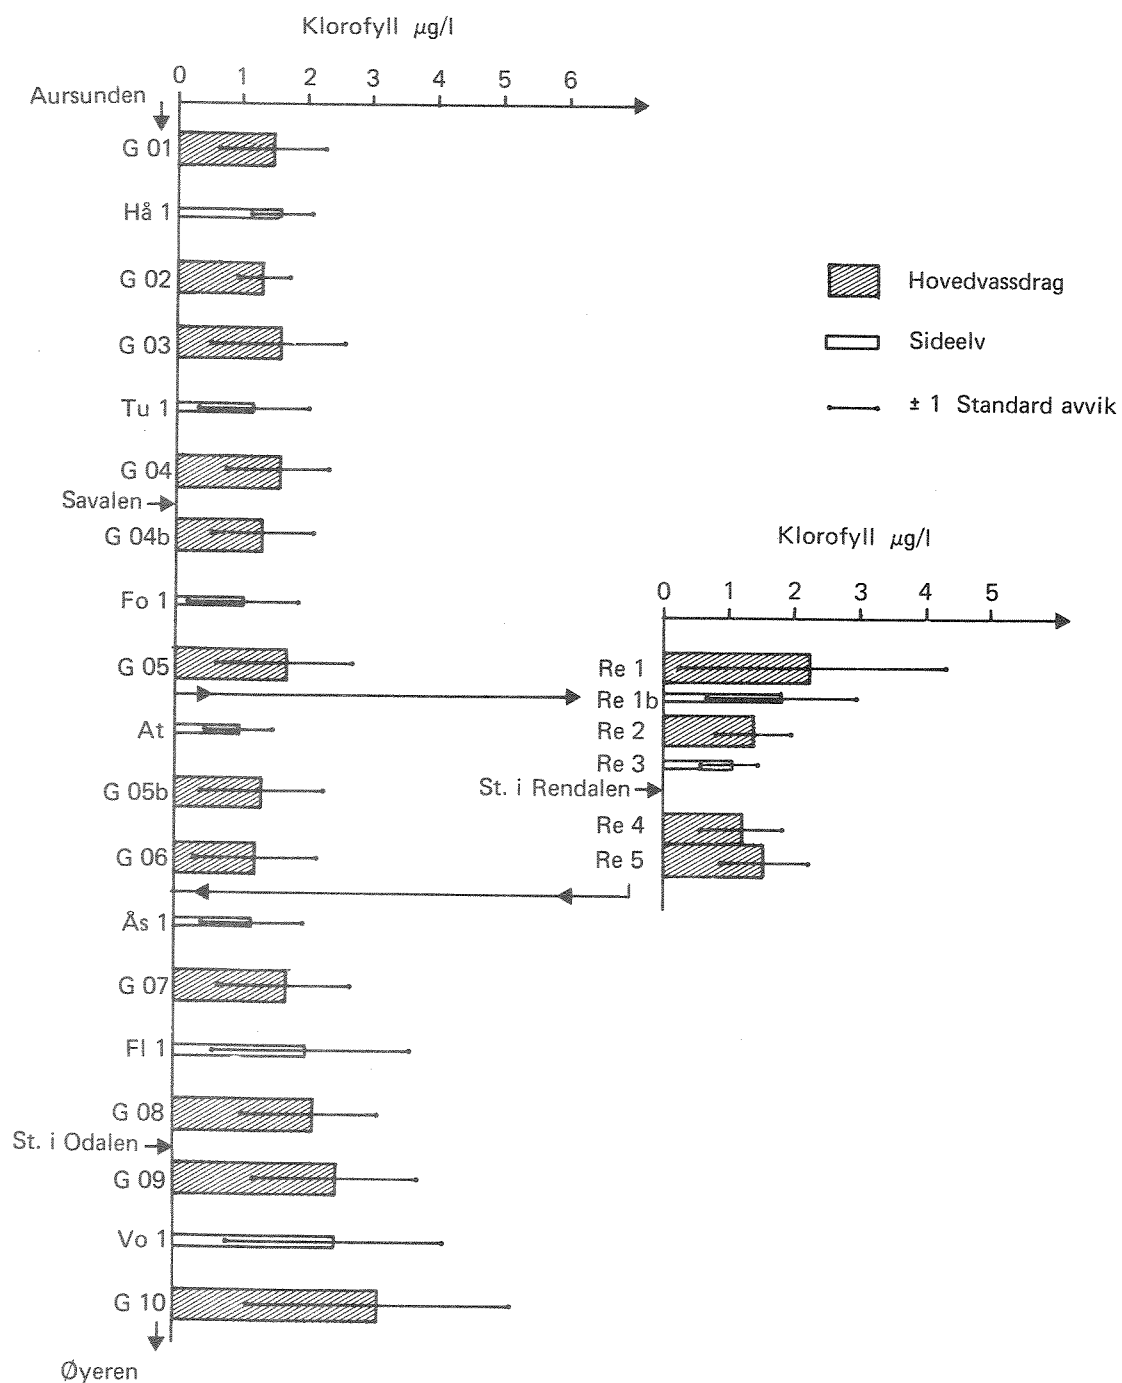 Klorofyll µg/l
0 1 2 3 4 5 6
Aursunden
G 01
Hå 1
G 02
G 03
Tu 1
G 04
Savalen
G 04b
Fo 1
G 05
At
G 05b
G 06
Ås 1
G 07
Fl 1
G 08
St. i Odalen
G 09
Vo 1
G 10
Øyeren
Hovedvassdrag
Sideelv
± 1 Standard avvik
Klorofyll µg/l
0 1 2 3 4 5
Re 1
Re 1b
Re 2
Re 3
St. i Rendalen
Re 4
Re 5